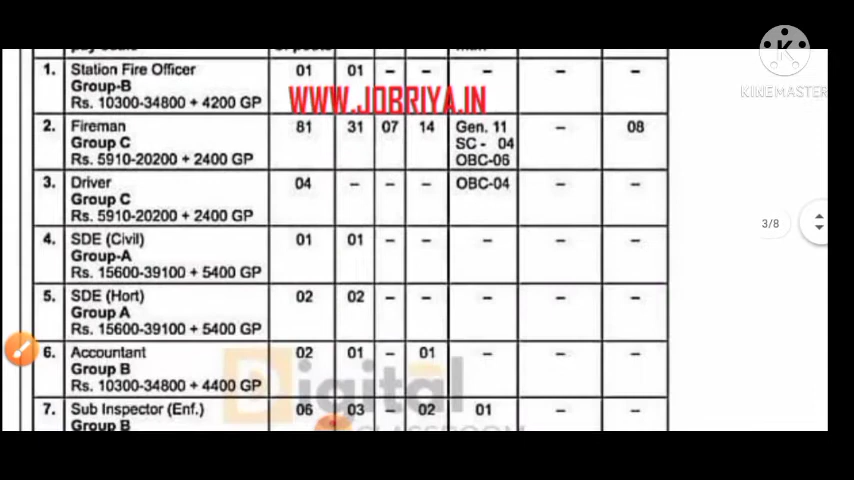 KINEMASTER
1. Station Fire Officer 01 01 – – – – –
Group-B
Rs. 10300-34800 + 4200 GP
WWW.JOBRIYA.IN
2. Fireman 81 31 07 14 Gen. 11 – 08
Group C SC - 04
Rs. 5910-20200 + 2400 GP OBC-06
3. Driver 04 – – – OBC-04 – –
Group C
Rs. 5910-20200 + 2400 GP
3/8
4. SDE (Civil) 01 01 – – – – –
Group-A
Rs. 15600-39100 + 5400 GP
5. SDE (Hort) 02 02 – – – – –
Group A
Rs. 15600-39100 + 5400 GP
6. Accountant 02 01 – 01 – – –
Group B
Rs. 10300-34800 + 4400 GP
Digital
7. Sub Inspector (Enf.) 06 03 – 02 01 – –
Group B